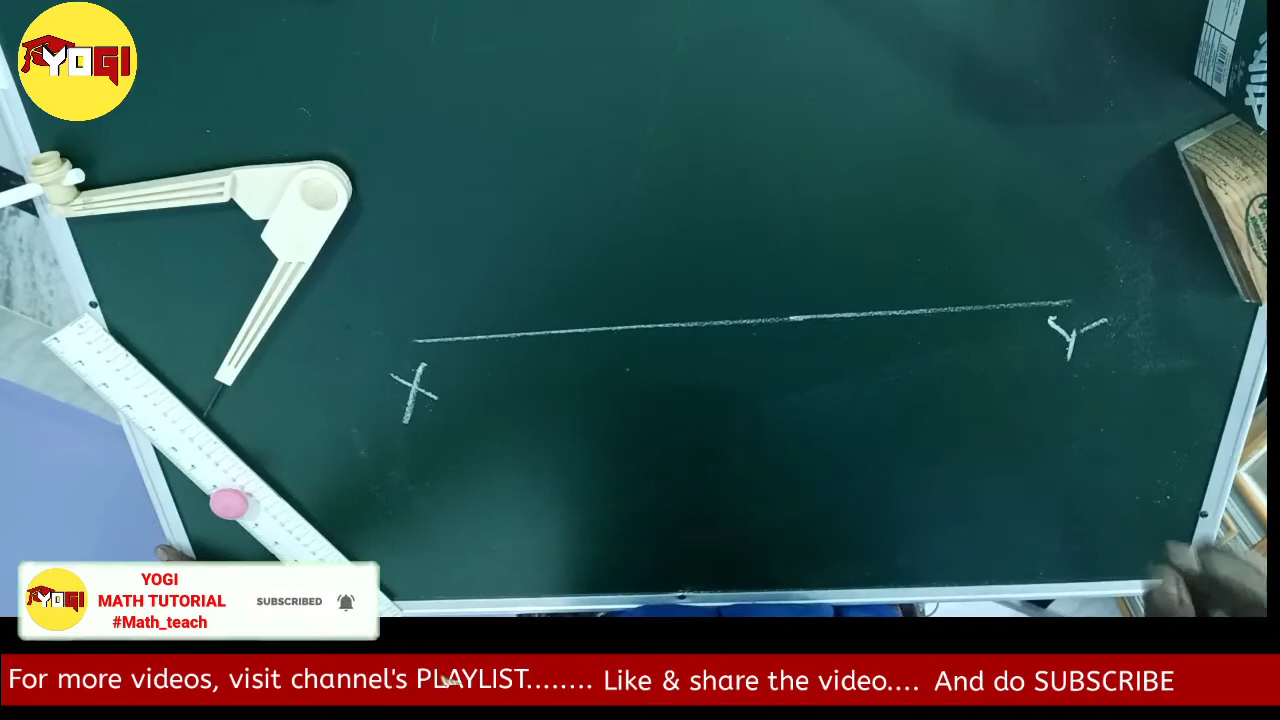 YOGI
X
Y
YOGI
YOGI
MATH TUTORIAL
#Math_teach
SUBSCRIBED
For more videos, visit channel's PLAYLIST........ Like & share the video.... And do SUBSCRIBE